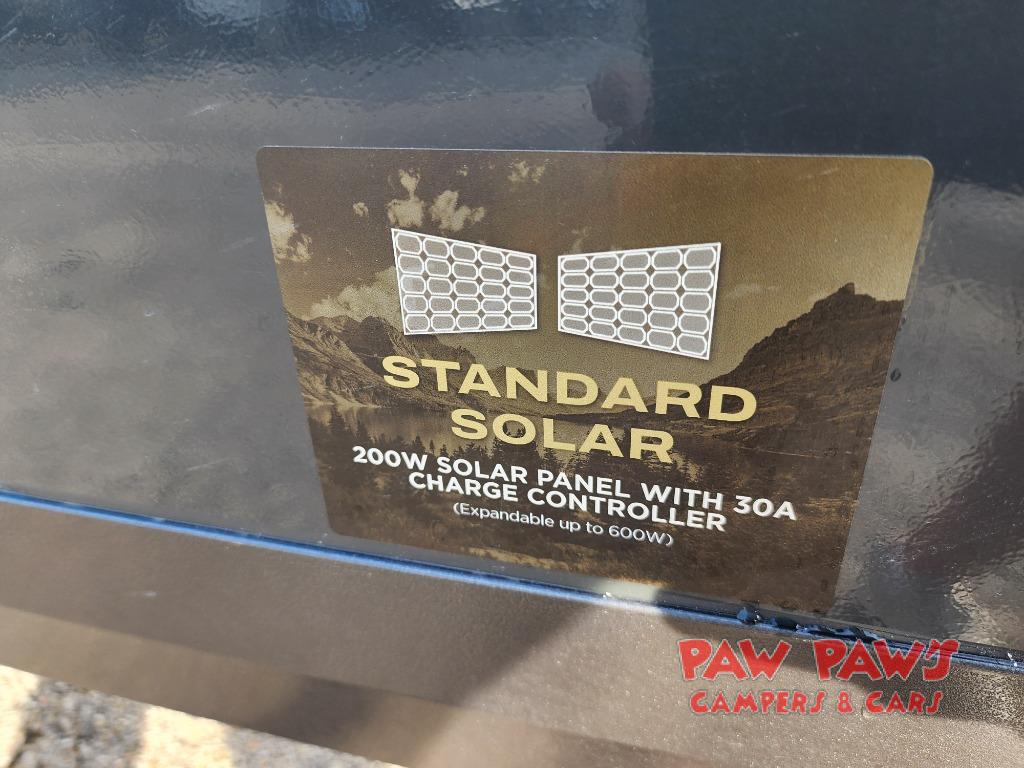 STANDARD
SOLAR
200W SOLAR PANEL WITH 30A
CHARGE CONTROLLER
(Expandable up to 600W)
PAW PAW'S
CAMPERS & CARS